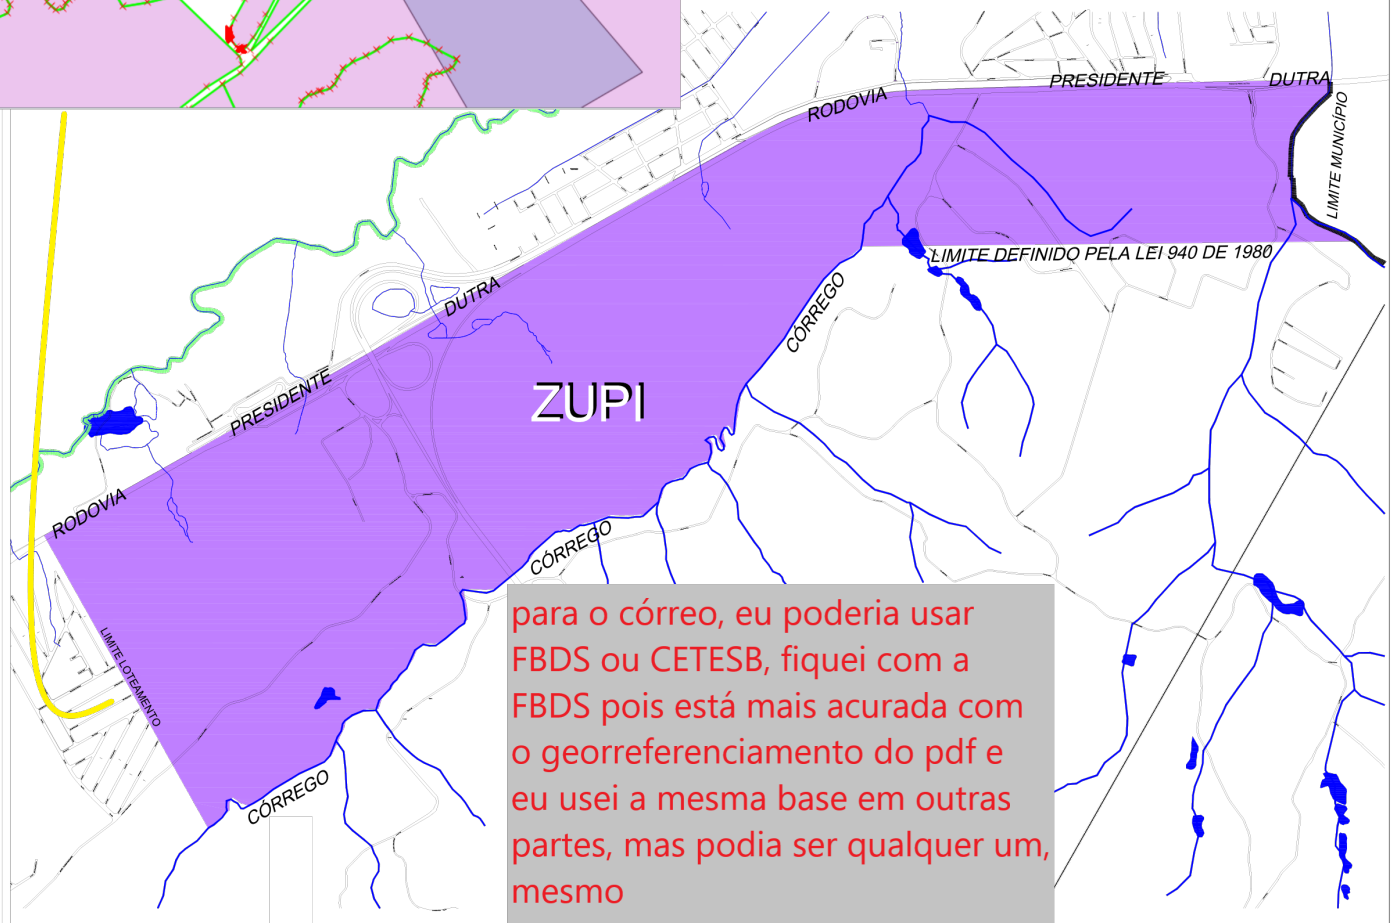 PRESIDENTE
DUTRA
RODOVIA
LIMITE MUNICÍPIO
LIMITE DEFINIDO PELA LEI 940 DE 1980
CÓRREGO
DUTRA
PRESIDENTE
ZUPI
RODOVIA
CÓRREGO
LIMITE LOTEAMENTO
CÓRREGO
para o córreo, eu poderia usar
FBDS ou CETESB, fiquei com a
FBDS pois está mais acurada com
o georreferenciamento do pdf e
eu usei a mesma base em outras
partes, mas podia ser qualquer um,
mesmo